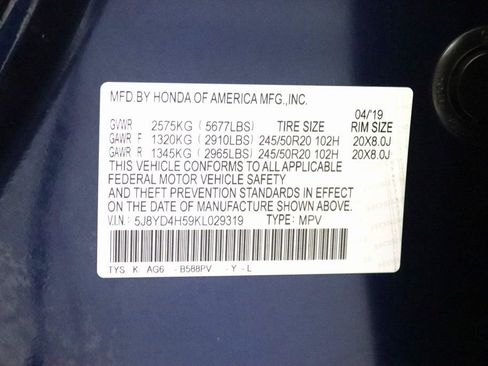 MFD.BY HONDA OF AMERICA MFG.,INC.
04/'19
GVWR 2575KG ( 5677LBS) TIRE SIZE RIM SIZE
GAWR F 1320KG ( 2910LBS) 245/50R20 102H 20X8.0J
GAWR R 1345KG ( 2965LBS) 245/50R20 102H 20X8.0J
THIS VEHICLE CONFORMS TO ALL APPLICABLE
FEDERAL MOTOR VEHICLE SAFETY
AND THEFT PREVENTION STANDARDS IN EFFECT
ON THE DATE OF MANUFACTURE SHOWN ABOVE.
V.I.N: 5J8YD4H59KL029319 TYPE: MPV
TYS K AG6 -B588PV -Y-L